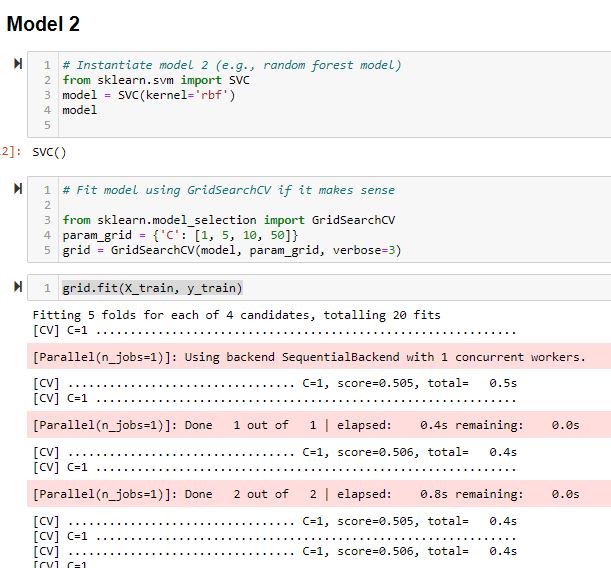 Model 2
1 # Instantiate model 2 (e.g., random forest model)
2 from sklearn.svm import SVC
3 model = SVC(kernel='rbf')
4 model
5
2]: SVC()
1 # Fit model using GridSearchCV if it makes sense
2
3 from sklearn.model_selection import GridSearchCV
4 param_grid = {'C': [1, 5, 10, 50]}
5 grid = GridSearchCV(model, param_grid, verbose=3)
1 grid.fit(X_train, y_train)
Fitting 5 folds for each of 4 candidates, totalling 20 fits
[CV] C=1 ............................................................
[Parallel(n_jobs=1)]: Using backend SequentialBackend with 1 concurrent workers.
[CV] ................................ C=1, score=0.505, total=   0.5s
[CV] C=1 ............................................................
[Parallel(n_jobs=1)]: Done   1 out of   1 | elapsed:    0.4s remaining:    0.0s
[CV] ................................ C=1, score=0.506, total=   0.4s
[CV] C=1 ............................................................
[Parallel(n_jobs=1)]: Done   2 out of   2 | elapsed:    0.8s remaining:    0.0s
[CV] ................................ C=1, score=0.505, total=   0.4s
[CV] C=1 ............................................................
[CV] ................................ C=1, score=0.506, total=   0.4s
[CV] C=1